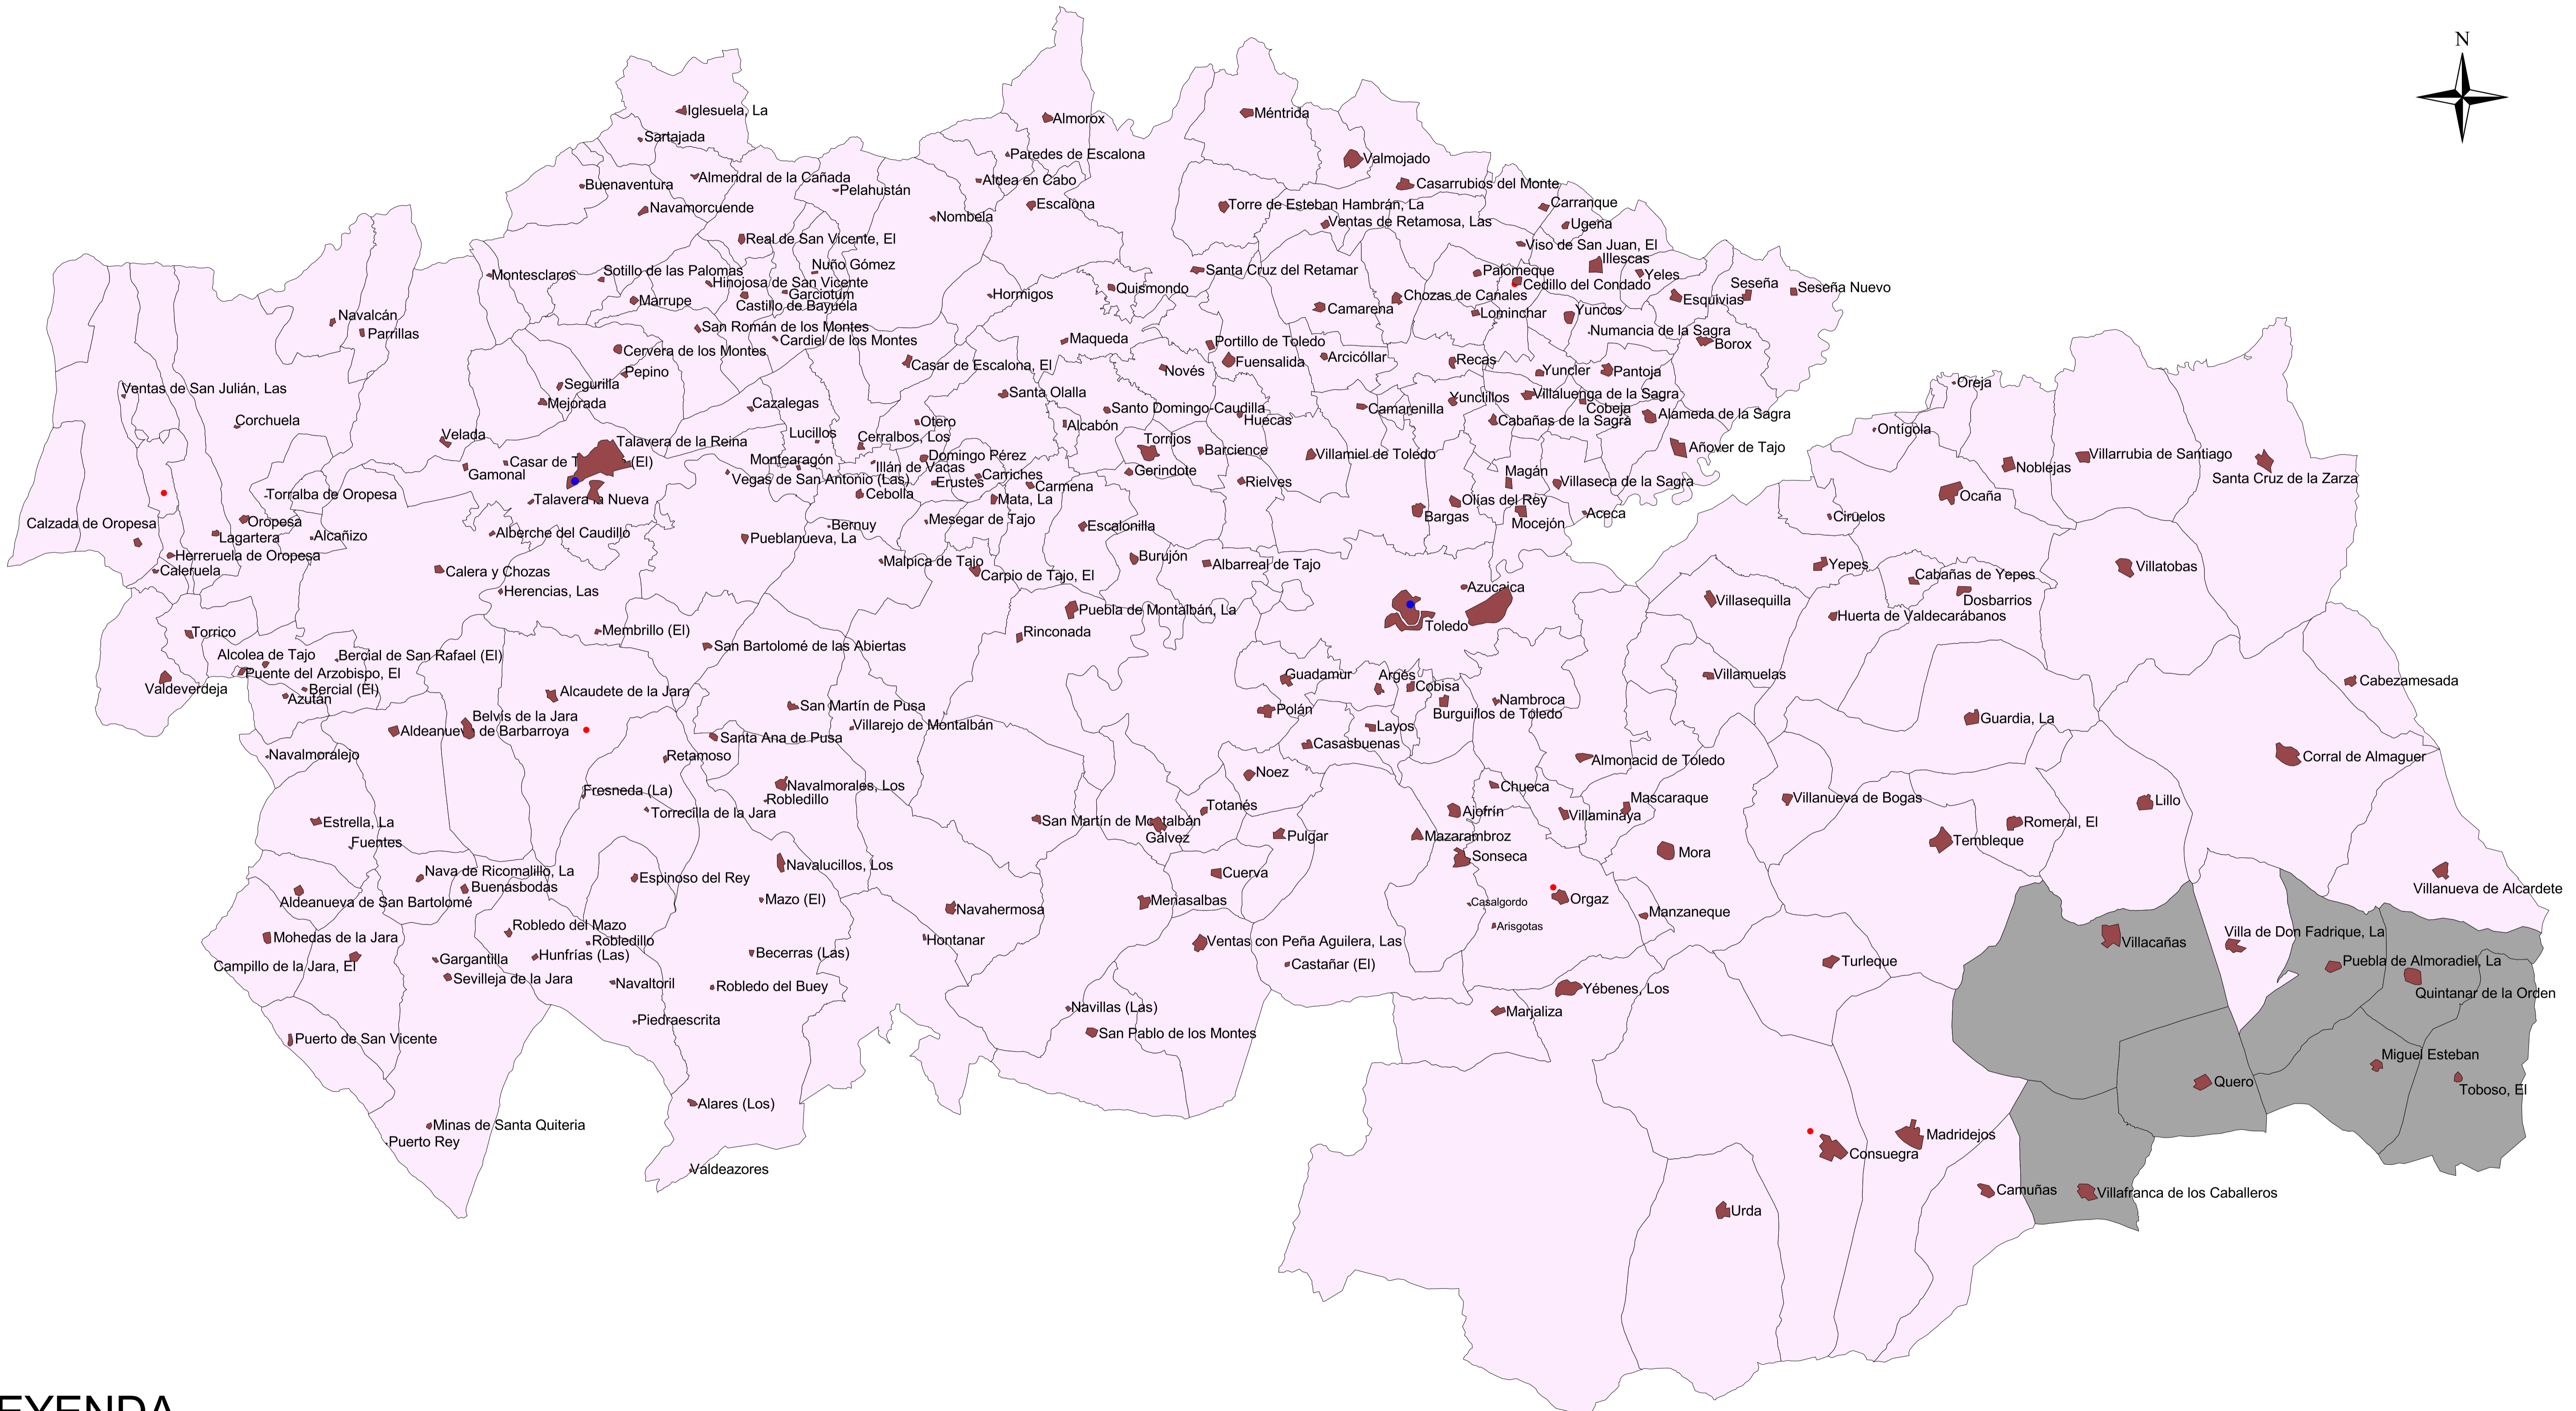 N
Iglesuela, La
Almorox
Méntrida
Sartajada
Paredes de Escalona
Valmojado
Almendral de la Cañada
Aldea en Cabo
Casarrubios del Monte
Buenaventura
Pelahustán
Navamorcuende
Nombela
Escalona
Torre de Esteban Hambrán, La
Carranque
Ventas de Retamosa, Las
Ugena
Real de San Vicente, El
Viso de San Juan, El
Illescas
Montesclaros
Sotillo de las Palomas
Nuño Gómez
Santa Cruz del Retamar
Palomeque
Yeles
Hinojosa de San Vicente
Garciotum
Quismondo
Cedillo del Condado
Seseña
Seseña Nuevo
Marrupe
Castillo de Bayuela
Hormigos
Chozas de Canales
Esquivias
Navalcán
Camarena
Lominchar
Yuncos
Parrillas
San Román de los Montes
Cardiel de los Montes
Maqueda
Portillo de Toledo
Numancia de la Sagra
Borox
Cervera de los Montes
Casar de Escalona, El
Fuensalida
Arcicóllar
Recas
Pepino
Novés
Yuncler
Pantoja
Ventas de San Julián, Las
Segurilla
Santa Olalla
Villaluenga de la Sagra
Oreja
Mejorada
Cazalegas
Santo Domingo-Caudilla
Camarenilla
Yunclillos
Cobeja
Alameda de la Sagra
Corchuela
Otero
Alcabón
Huecas
Cabañas de la Sagra
Ontígola
Velada
Talavera de la Reina
Lucillos
Cerralbos, Los
Torrijos
Añover de Tajo
Casar de T
(El)
Montearagón
Domingo Pérez
Barcience
Villamiel de Toledo
Noblejas
Villarrubia de Santiago
Gamonal
Illán de Vacas
Carriches
Gerindote
Magán
Santa Cruz de la Zarza
Vegas de San Antonio (Las)
Erustes
Carmena
Rielves
Villaseca de la Sagra
Torralba de Oropesa
Talavera la Nueva
Cebolla
Mata, La
Olías del Rey
Ocaña
Calzada de Oropesa
Oropesa
Bernuy
Mesegar de Tajo
Escalonilla
Bargas
Mocejón
Aceca
Ciruelos
Lagartera
Alcañizo
Alberche del Caudillo
Pueblanueva, La
Herreruela de Oropesa
Malpica de Tajo
Burujón
Albarreal de Tajo
Yepes
Villatobas
Caleruela
Calera y Chozas
Carpio de Tajo, El
Cabañas de Yepes
Herencias, Las
Azucaica
Dosbarrios
Puebla de Montalbán, La
Villasequilla
Huerta de Valdecarábanos
Torrico
Membrillo (El)
Rinconada
Toledo
San Bartolomé de las Abiertas
Alcolea de Tajo
Bercial de San Rafael (El)
Puente del Arzobispo, El
Guadamur
Argés
Villamuelas
Cabezamesada
Valdeverdeja
Bercial (El)
Azután
Alcaudete de la Jara
Cobisa
Nambroca
San Martín de Pusa
Polán
Burguillos de Toledo
Belvís de la Jara
Villarejo de Montalbán
Layos
Guardia, La
Aldeanueva de Barbarroya
Santa Ana de Pusa
Casasbuenas
Navalmoralejo
Retamoso
Almonacid de Toledo
Corral de Almaguer
Noez
Fresneda (La)
Navalmorales, Los
Chueca
Robledillo
Totanés
Mascaraque
Villanueva de Bogas
Lillo
Torrecilla de la Jara
Ajofrín
Villaminaya
Estrella, La
San Martín de Montalbán
Romeral, El
Gálvez
Pulgar
Mazarambroz
Tembleque
Fuentes
Sonseca
Mora
Nava de Ricomalillo, La
Navalucillos, Los
Espinoso del Rey
Cuerva
Buenasbodas
Villanueva de Alcardete
Aldeanueva de San Bartolomé
Mazo (El)
Menasalbas
Casalgordo
Orgaz
Navahermosa
Manzaneque
Robledo del Mazo
Arisgotas
Villa de Don Fadrique, La
Mohedas de la Jara
Robledillo
Hontanar
Ventas con Peña Aguilera, Las
Villacañas
Gargantilla
Hunfrías (Las)
Becerras (Las)
Turleque
Puebla de Almoradiel, La
Campillo de la Jara, El
Castañar (El)
Sevilleja de la Jara
Navaltoril
Robledo del Buey
Yébenes, Los
Quintanar de la Orden
Navillas (Las)
Marjaliza
Piedraescrita
San Pablo de los Montes
Puerto de San Vicente
Miguel Esteban
Quero
Toboso, El
Alares (Los)
Minas de Santa Quiteria
Madridejos
Puerto Rey
Consuegra
Valdeazores
Camuñas
Villafranca de los Caballeros
Urda
EYENDA